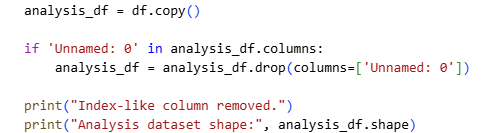 analysis_df = df.copy()

if 'Unnamed: 0' in analysis_df.columns:
    analysis_df = analysis_df.drop(columns=['Unnamed: 0'])

print("Index-like column removed.")
print("Analysis dataset shape:", analysis_df.shape)